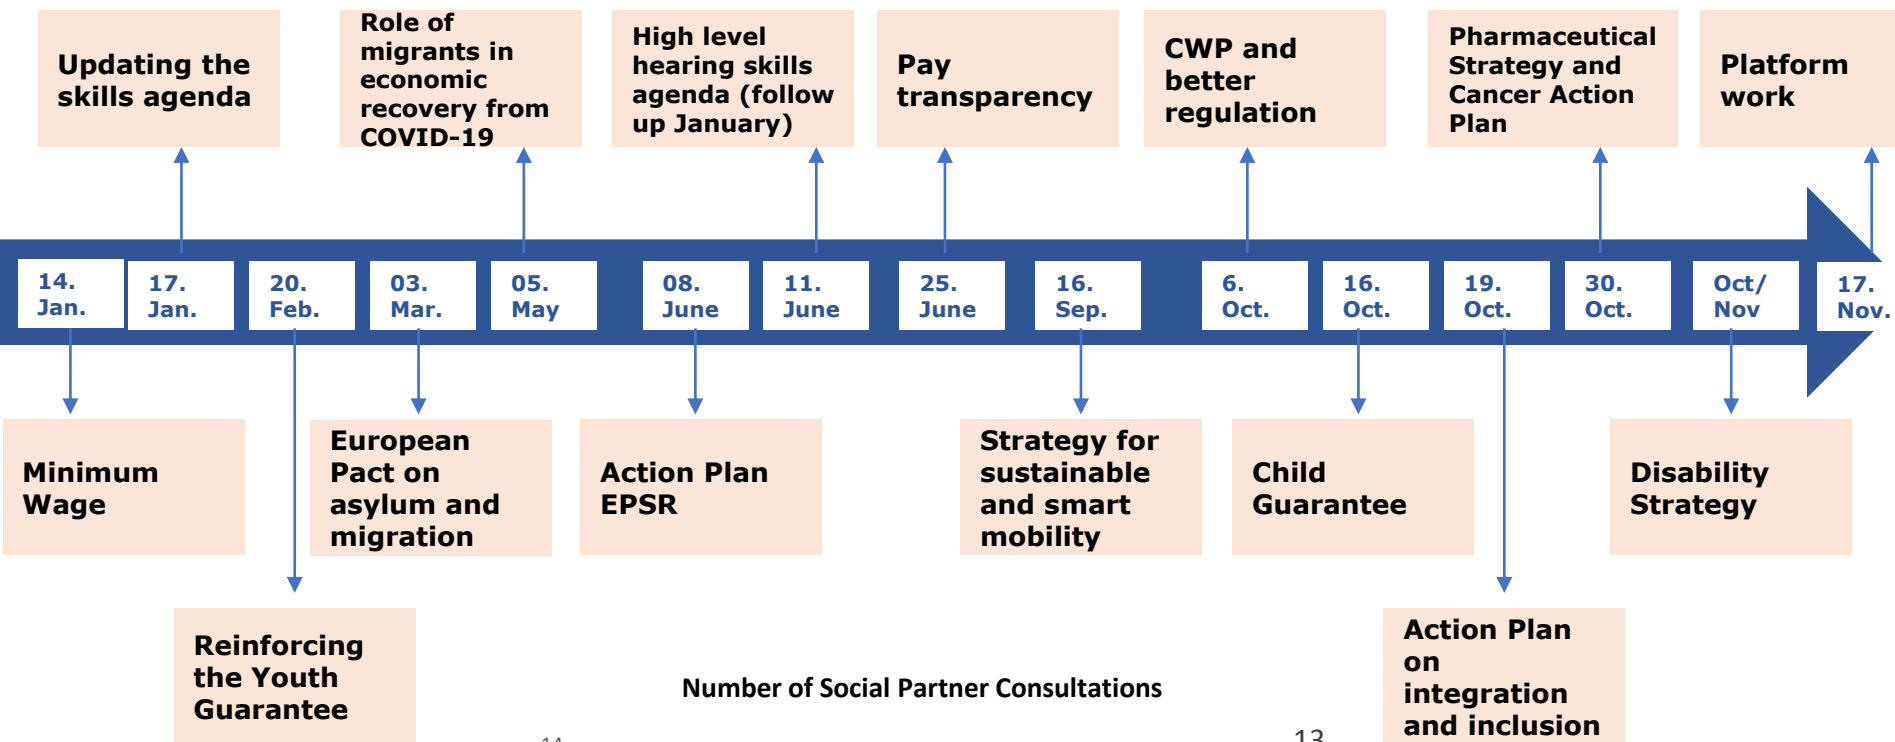 Updating the
skills agenda
Role of
migrants in
economic
recovery from
COVID-19
High level
hearing skills
agenda (follow
up January)
Pay
transparency
CWP and
better
regulation
Pharmaceutical
Strategy and
Cancer Action
Plan
Platform
work
14.
Jan.
17.
Jan.
20.
Feb.
03.
Mar.
05.
May
08.
June
11.
June
25.
June
16.
Sep.
6.
Oct.
16.
Oct.
19.
Oct.
30.
Oct.
Oct/
Nov
17.
Nov.
Minimum
Wage
European
Pact on
asylum and
migration
Action Plan
EPSR
Strategy for
sustainable
and smart
mobility
Child
Guarantee
Disability
Strategy
Reinforcing
the Youth
Guarantee
Action Plan
on
integration
and inclusion
Number of Social Partner Consultations
14
13